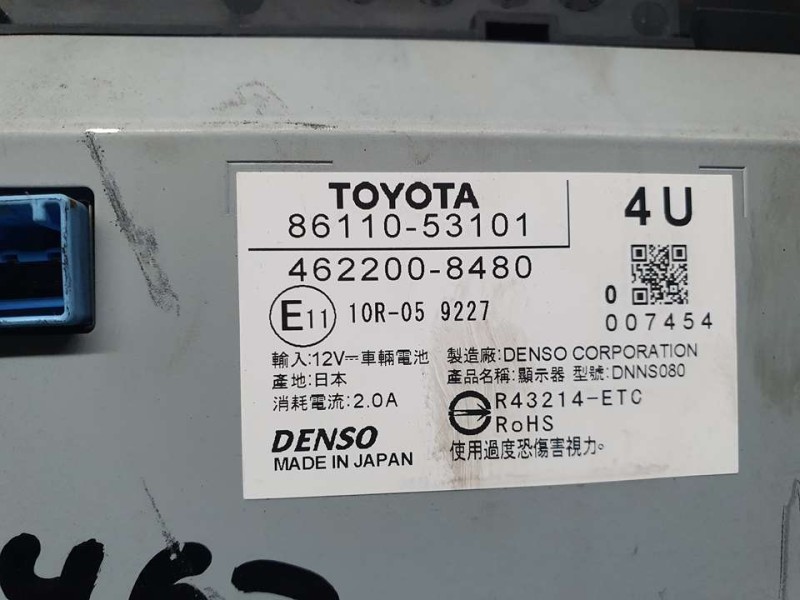 TOYOTA
86110-53101
4U
462200-8480
0
007454
E11 10R-05 9227
輸入:12V⎓車輛電池
製造廠:DENSO CORPORATION
產地:日本
產品名稱:顯示器 型號:DNNS080
消耗電流:2.0A
R43214-ETC
RoHS
DENSO
MADE IN JAPAN
使用過度恐傷害視力。